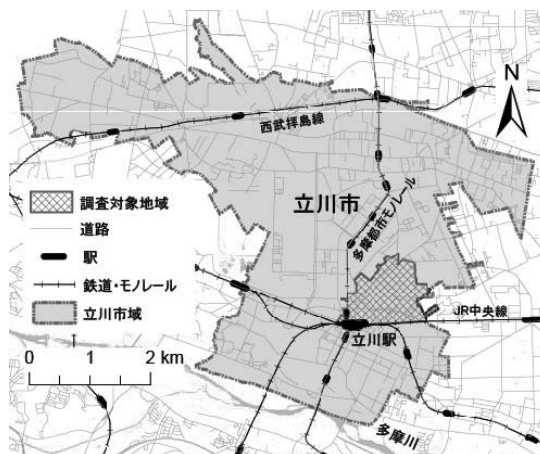 N
西武拝島線
立川市
多摩都市モノレール
調査対象地域
道路
駅
鉄道・モノレール
立川市域
JR中央線
立川駅
0 1 2 km
多摩川